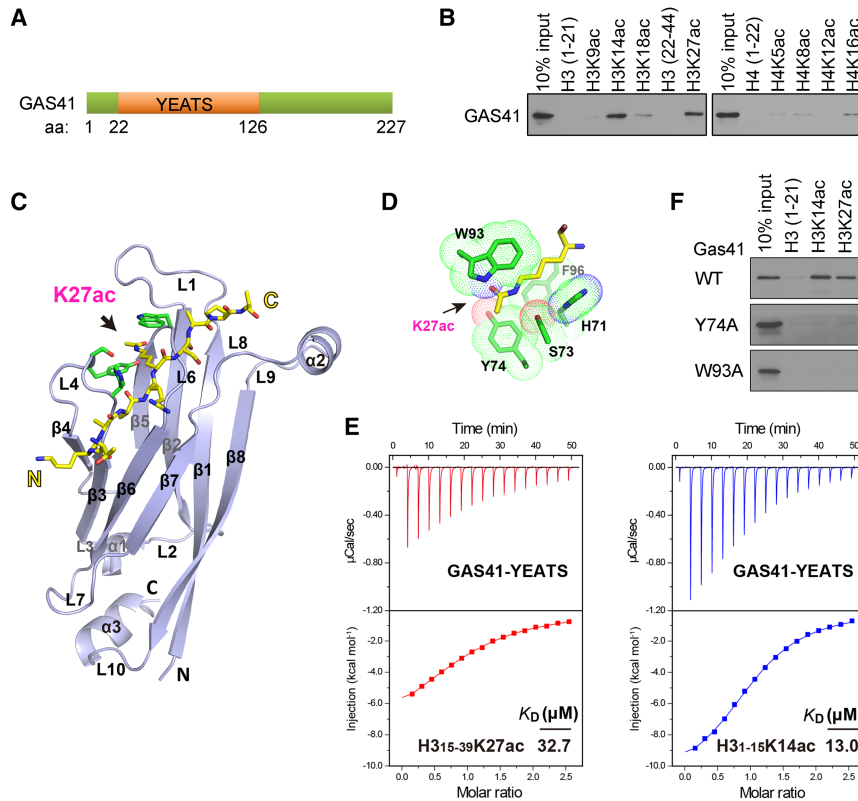 A
GAS41
YEATS
aa: 1 22 126 227
B
10% input
H3 (1-21)
H3K9ac
H3K14ac
H3K18ac
H3 (22-44)
H3K27ac
10% input
H4 (1-22)
H4K5ac
H4K8ac
H4K12ac
H4K16ac
GAS41
C
K27ac
L1
C
L4
L6
L8
α2
L9
β4
β5
β2
N
β3
β6
β7
β1
β8
L3
α1
L2
L7
C
α3
L10
N
D
W93
F96
K27ac
H71
S73
Y74
F
Gas41
10% input
H3 (1-21)
H3K14ac
H3K27ac
WT
Y74A
W93A
E
Time (min)
0 10 20 30 40 50
0.00
-0.40
-0.80
-1.20
µCal/sec
GAS41-YEATS
-2.0
-4.0
-6.0
-8.0
-10.0
Injection (kcal mol-1)
KD (µM)
H315-39K27ac 32.7
0.0 0.5 1.0 1.5 2.0 2.5
Molar ratio
Time (min)
0 10 20 30 40 50
0.00
-0.40
-0.80
-1.20
µCal/sec
GAS41-YEATS
-2.0
-4.0
-6.0
-8.0
-10.0
Injection (kcal mol-1)
KD (µM)
H31-15K14ac 13.0
0.0 0.5 1.0 1.5 2.0 2.5
Molar ratio